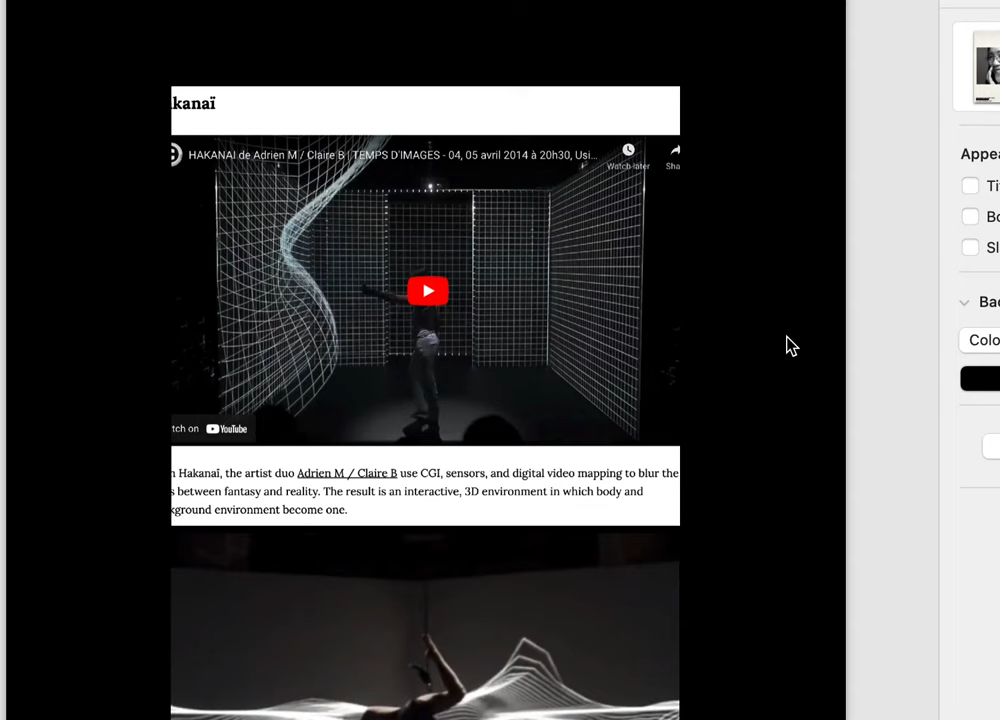 kanaï
HAKANAI de Adrien M / Claire B | TEMPS D'IMAGES - 04, 05 avril 2014 à 20h30, Usi...
Watch later
Sha
tch on YouTube
n Hakanaï, the artist duo Adrien M / Claire B use CGI, sensors, and digital video mapping to blur the
s between fantasy and reality. The result is an interactive, 3D environment in which body and
kground environment become one.
Appea
Ti
Bo
Sl
Bac
Colo